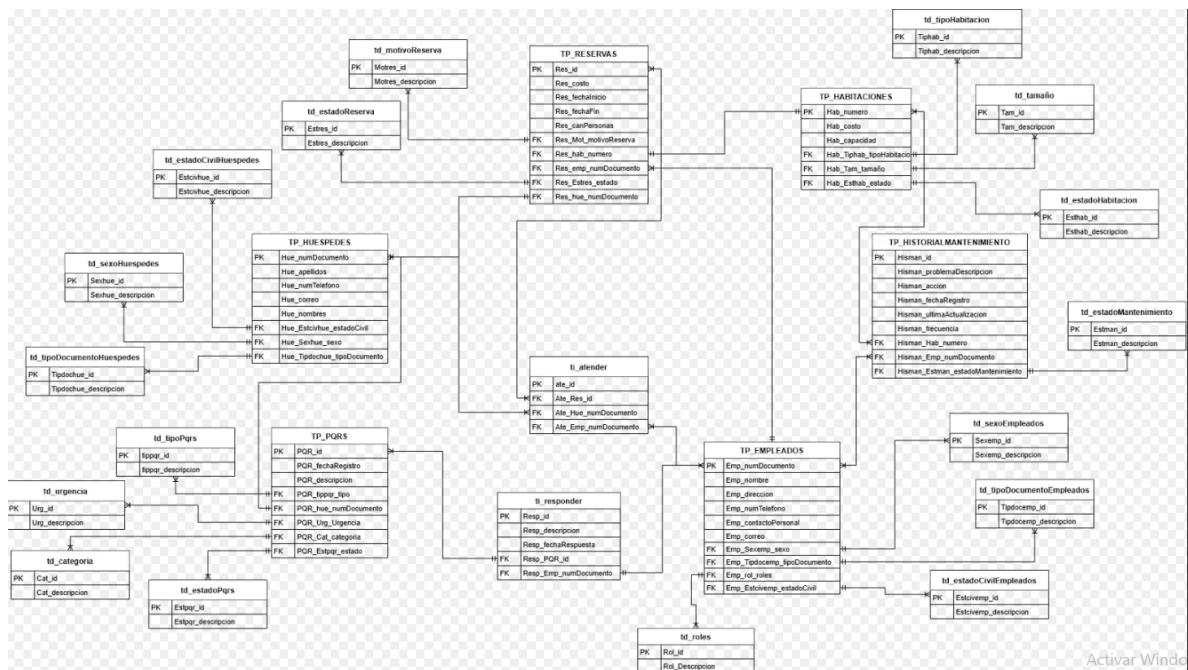 td_tipoHabitacion
PK Tiphab_id
Tiphab_descripcion
td_motivoReserva
PK Motres_id
Motres_descripcion
TP_RESERVAS
PK Res_id
Res_costo
Res_fechaInicio
Res_fechaFin
Res_canPersonas
FK Res_Mot_motivoReserva
FK Res_hab_numero
FK Res_emp_numDocumento
FK Res_Estres_estado
FK Res_hue_numDocumento
TP_HABITACIONES
PK Hab_numero
Hab_costo
Hab_capacidad
FK Hab_Tiphab_tipoHabitacio
FK Hab_Tam_tamaño
FK Hab_Esthab_estado
td_tamaño
PK Tam_id
Tam_descripcion
td_estadoReserva
PK Estres_id
Estres_descripcion
td_estadoCivilHuespedes
PK Estcivhue_id
Estcivhue_descripcion
td_estadoHabitacion
PK Esthab_id
Esthab_descripcion
TP_HUESPEDES
PK Hue_numDocumento
Hue_apellidos
Hue_numTelefono
Hue_correo
Hue_nombres
FK Hue_Estcivhue_estadoCivil
FK Hue_Sexhue_sexo
FK Hue_Tipdochue_tipoDocumento
TP_HISTORIALMANTENIMIENTO
PK Hisman_id
Hisman_problemaDescripcion
Hisman_accion
Hisman_fechaRegistro
Hisman_ultimaActualizacion
Hisman_frecuencia
FK Hisman_Hab_numero
FK Hisman_Emp_numDocumento
FK Hisman_Estman_estadoMantenimiento
td_sexoHuespedes
PK Sexhue_id
Sexhue_descripcion
td_estadoMantenimiento
PK Estman_id
Estman_descripcion
td_tipoDocumentoHuespedes
PK Tipdochue_id
Tipdochue_descripcion
ti_atender
PK ate_id
FK Ate_Res_id
FK Ate_Hue_numDocumento
FK Ate_Emp_numDocumento
td_sexoEmpleados
PK Sexemp_id
Sexemp_descripcion
td_tipoPqrs
PK tippqr_id
tippqr_descripcion
TP_PQRS
PK PQR_id
PQR_fechaRegistro
PQR_descripcion
FK PQR_tippqr_tipo
FK PQR_hue_numDocumento
FK PQR_Urg_Urgencia
FK PQR_Cat_categoria
FK PQR_Estpqr_estado
TP_EMPLEADOS
PK Emp_numDocumento
Emp_nombre
Emp_direccion
Emp_numTelefono
Emp_contactoPersonal
Emp_correo
FK Emp_Sexemp_sexo
FK Emp_Tipdocemp_tipoDocumento
FK Emp_rol_roles
FK Emp_Estcivemp_estadoCivil
td_urgencia
PK Urg_id
Urg_descripcion
td_tipoDocumentoEmpleados
PK Tipdocemp_id
Tipdocemp_descripcion
ti_responder
PK Resp_id
Resp_descripcion
Resp_fechaRespuesta
FK Resp_PQR_id
FK Resp_Emp_numDocumento
td_categoria
PK Cat_id
Cat_descripcion
td_estadoPqrs
PK Estpqr_id
Estpqr_descripcion
td_estadoCivilEmpleados
PK Estcivemp_id
Estcivemp_descripcion
td_roles
PK Rol_id
Rol_Descripcion
Activar Windo